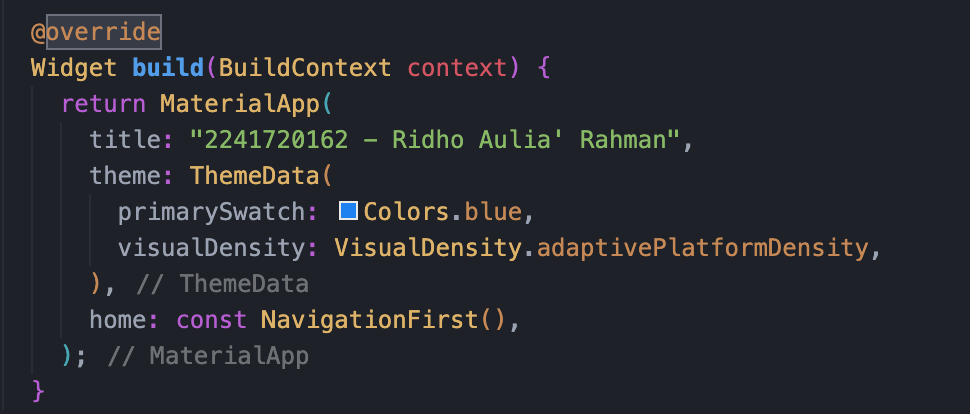 @override
Widget build(BuildContext context) {
  return MaterialApp(
    title: "2241720162 - Ridho Aulia' Rahman",
    theme: ThemeData(
      primarySwatch: Colors.blue,
      visualDensity: VisualDensity.adaptivePlatformDensity,
    ), // ThemeData
    home: const NavigationFirst(),
  ); // MaterialApp
}